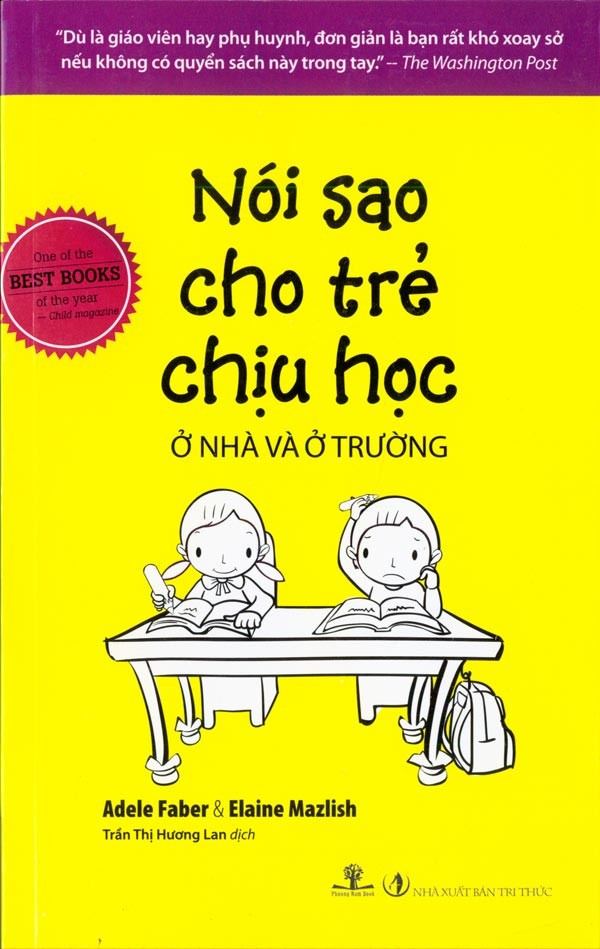 “Dù là giáo viên hay phụ huynh, đơn giản là bạn rất khó xoay sở
nếu không có quyển sách này trong tay.” -- The Washington Post
Nói sao
cho trẻ
chịu học
Ở NHÀ VÀ Ở TRƯỜNG
One of the
BEST BOOKS
of the year
-- Child magazine
Adele Faber & Elaine Mazlish
Trần Thị Hương Lan dịch
Phuong Nam Book
NHÀ XUẤT BẢN TRI THỨC